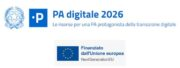 PA digitale 2026
Le risorse per una PA protagonista della transizione digitale
Finanziato
dall'Unione europea
NextGenerationEU